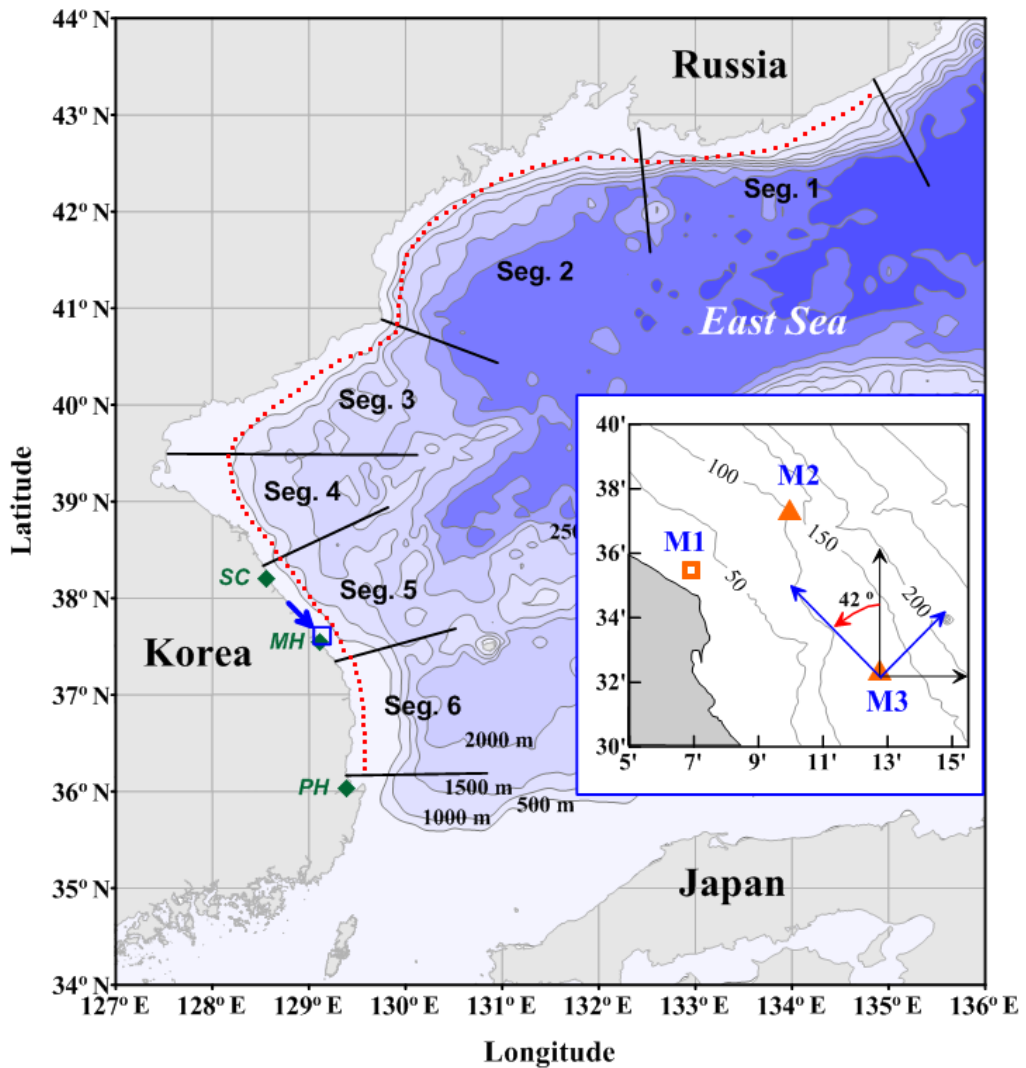 44° N
Russia
43° N
Seg. 1
42° N
Seg. 2
41° N
East Sea
40° N
Seg. 3
39° N
Seg. 4
38° N
SC
Seg. 5
MH
Korea
37° N
Seg. 6
2000 m
36° N
PH
1500 m
1000 m
500 m
35° N
Japan
34° N
250
40'
38'
36'
34'
32'
30'
100
M2
M1
150
50
200
42 °
M3
5'
7'
9'
11'
13'
15'
127° E
128° E
129° E
130° E
131° E
132° E
133° E
134° E
135° E
136° E
Latitude
Longitude